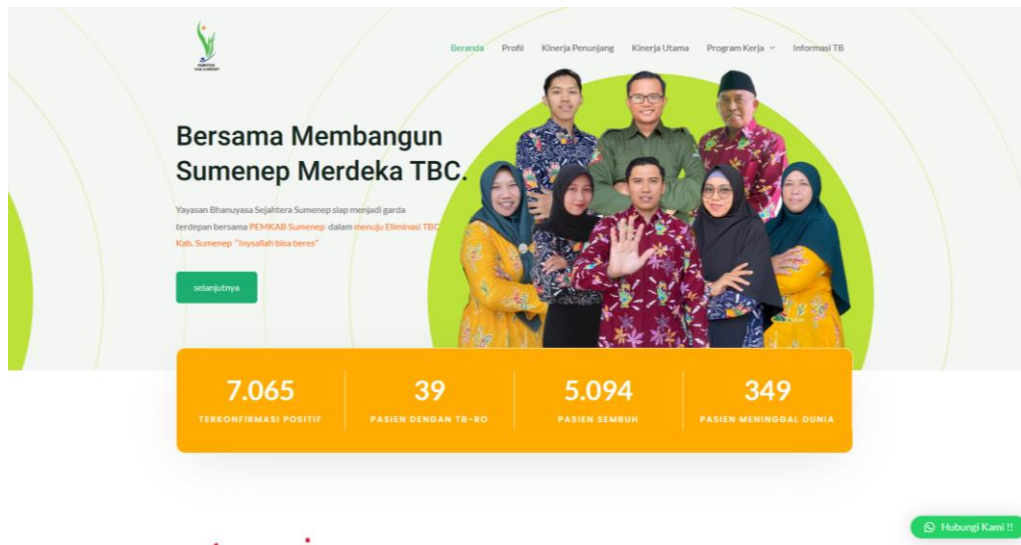 Beranda Profil Kinerja Penunjang Kinerja Utama Program Kerja Informasi TB
Bersama Membangun
Sumenep Merdeka TBC.
Yayasan Bhanuyasa Sejahtera Sumenep siap menjadi garda
terdepan bersama PEMKAB Sumenep dalam menuju Eliminasi TBC
Kab. Sumenep "Inysallah bisa beres"
selanjutnya
7.065 39 5.094 349
TERKONFIRMASI POSITIF PASIEN DENGAN TB-RO PASIEN SEMBUH PASIEN MENINGGAL DUNIA
Hubungi Kami !!